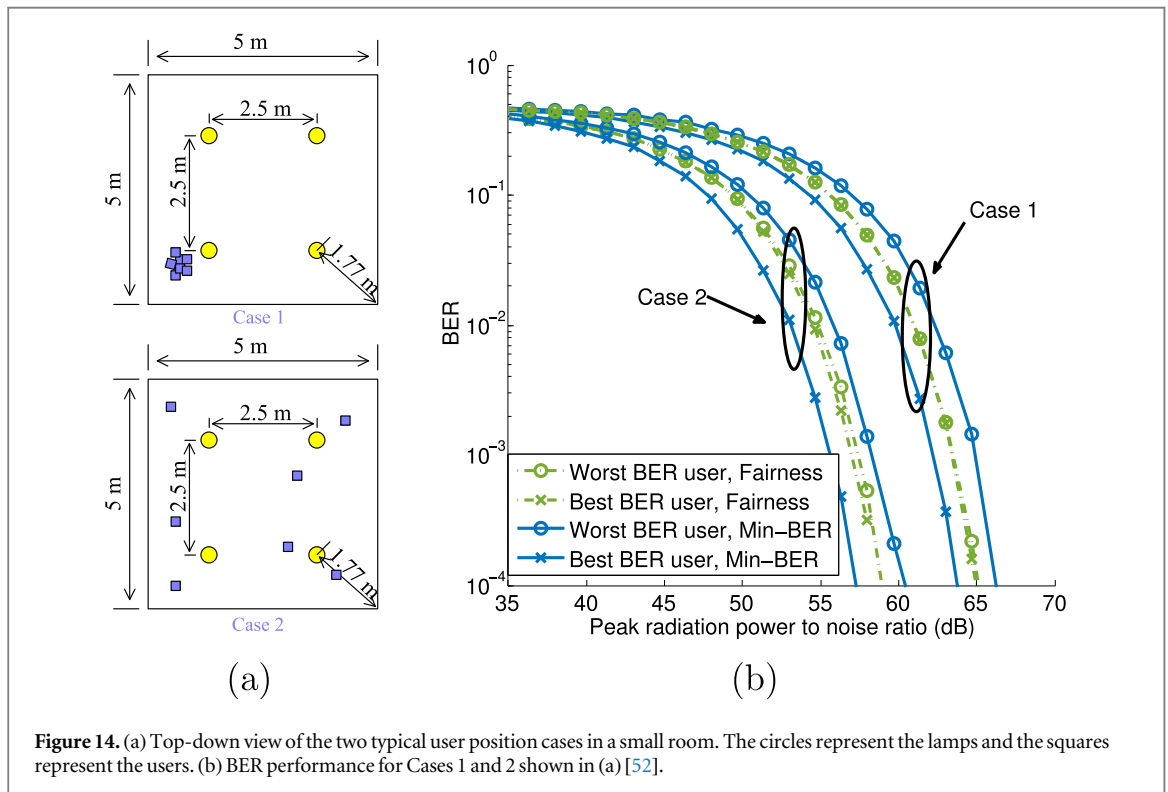 5 m
5 m
2.5 m
2.5 m
1.77 m
Case 1
5 m
5 m
2.5 m
2.5 m
1.77 m
Case 2
(a)
BER
10^0
10^-1
10^-2
10^-3
10^-4
Case 1
Case 2
Worst BER user, Fairness
Best BER user, Fairness
Worst BER user, Min-BER
Best BER user, Min-BER
35 40 45 50 55 60 65 70
Peak radiation power to noise ratio (dB)
(b)
Figure 14. (a) Top-down view of the two typical user position cases in a small room. The circles represent the lamps and the squares
represent the users. (b) BER performance for Cases 1 and 2 shown in (a) [52].